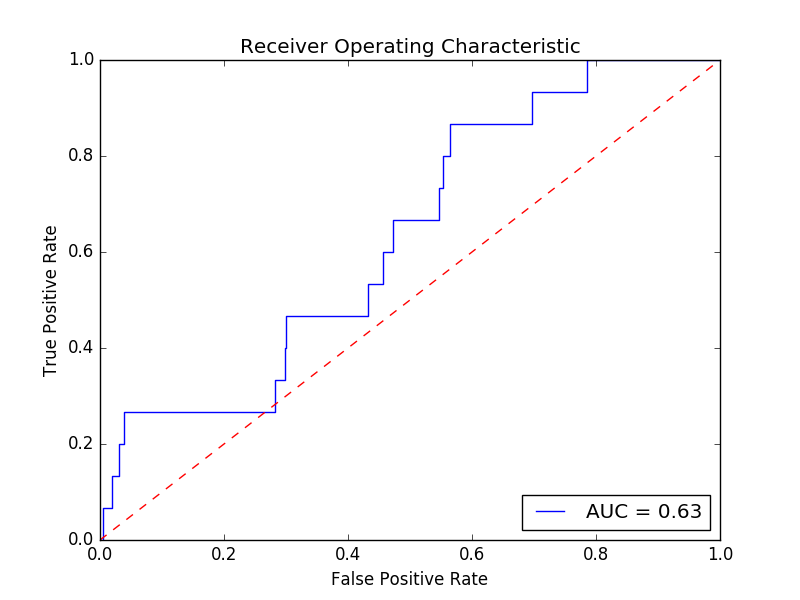 Receiver Operating Characteristic
1.0
0.8
0.6
0.4
0.2
0.0
True Positive Rate
AUC = 0.63
0.0 0.2 0.4 0.6 0.8 1.0
False Positive Rate